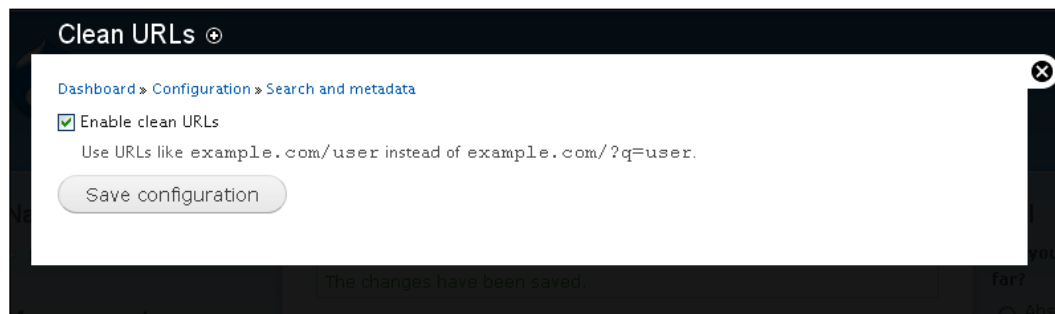 Clean URLs
Dashboard » Configuration » Search and metadata
Enable clean URLs
Use URLs like example.com/user instead of example.com/?q=user.
Save configuration
The changes have been saved.
far?